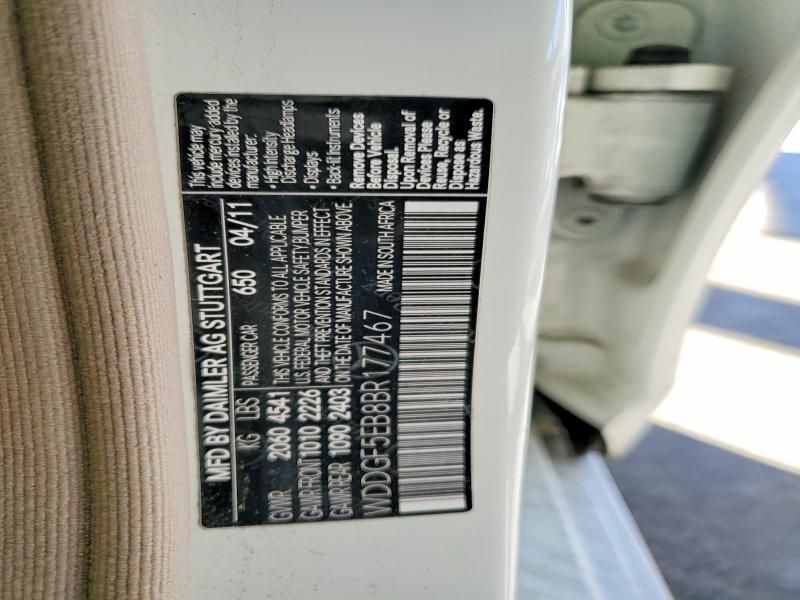 MFD BY DAIMLER AG STUTTGART
KG LBS PASSENGER CAR 650 04/11
GVWR 2060 4541 THIS VEHICLE CONFORMS TO ALL APPLICABLE
GAWR-FRONT 1010 2226 U.S. FEDERAL MOTOR VEHICLE SAFETY, BUMPER
GAWR-REAR 1090 2403 AND THEFT PREVENTION STANDARDS IN EFFECT
ON THE DATE OF MANUFACTURE SHOWN ABOVE.
WDDGF5EB8BR177467 MADE IN SOUTH AFRICA
This vehicle may
include mercury added
devices installed by the
manufacturer:
• High Intensity
Discharge Headlamps
• Displays
• Back lit Instruments
Remove Devices
Before Vehicle
Disposal.
Upon Removal of
Devices Please
Reuse, Recycle or
Dispose as
Hazardous Waste.